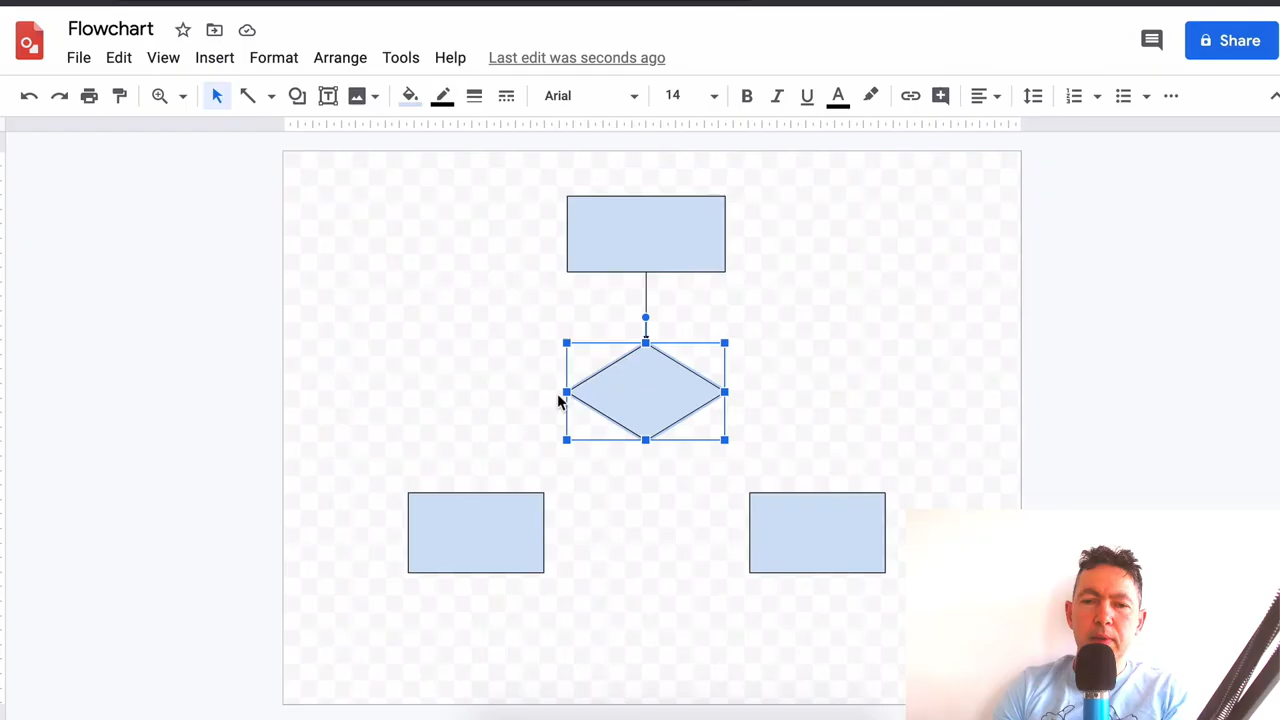 Flowchart
File Edit View Insert Format Arrange Tools Help Last edit was seconds ago
Share
Arial 14 B I U A